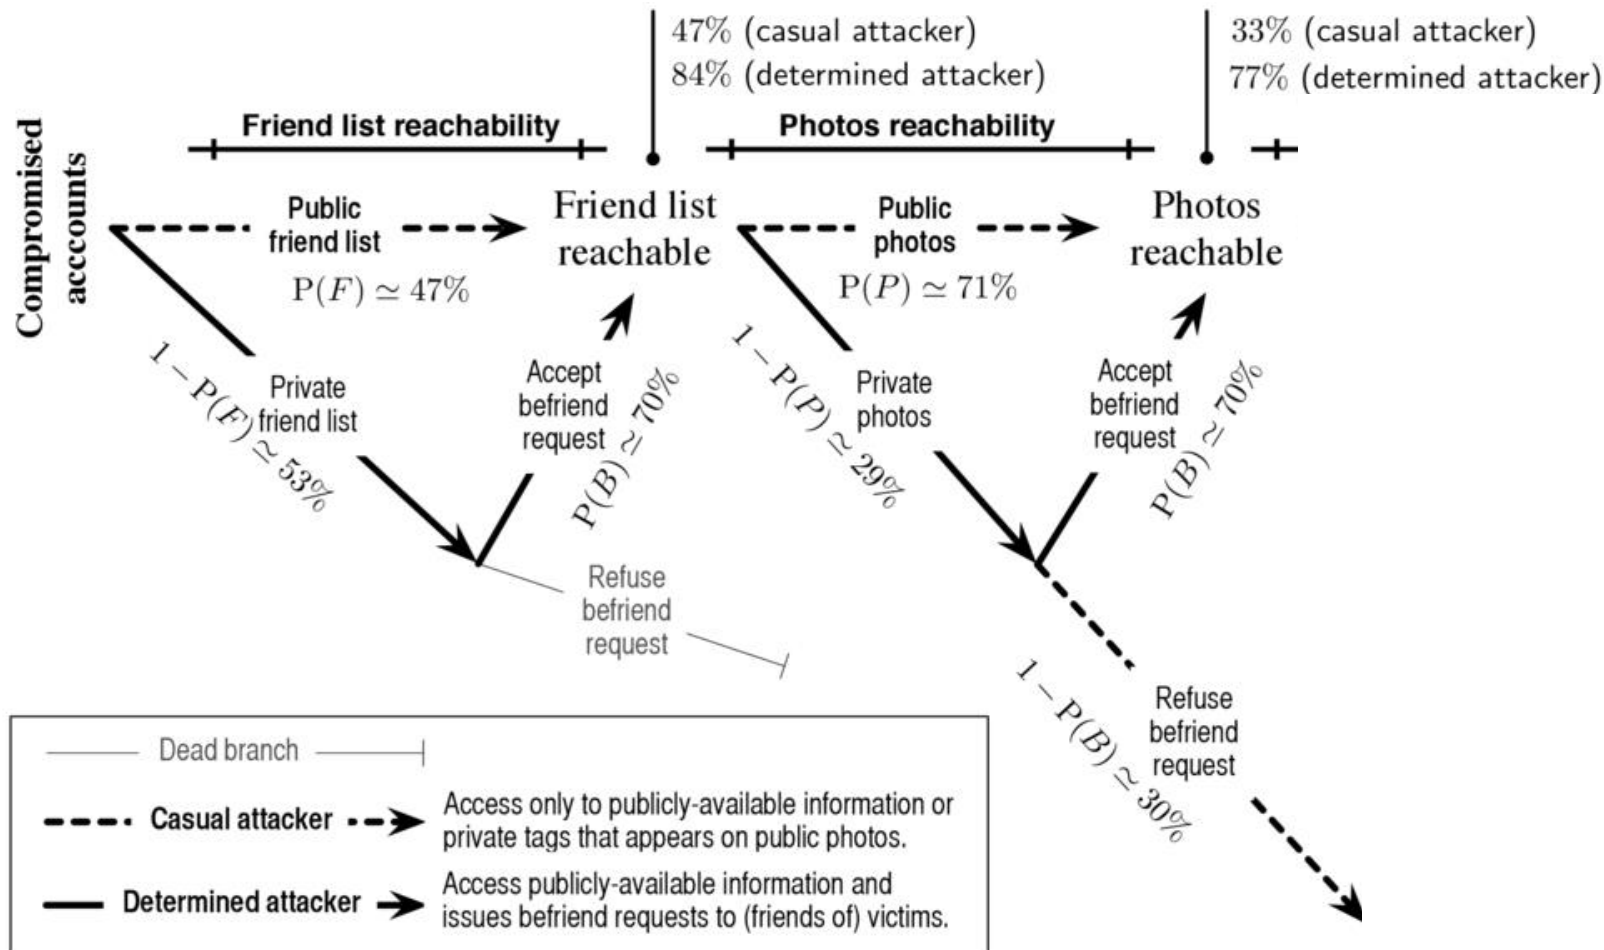 47% (casual attacker)
84% (determined attacker)
33% (casual attacker)
77% (determined attacker)
Compromised
acccounts
Friend list reachability
Photos reachability
Public
friend list
P(F) ≃ 47%
Friend list
reachable
Public
photos
P(P) ≃ 71%
Photos
reachable
1 − P(F) ≃ 53%
Private
friend list
Accept
befriend
request
P(B) ≃ 70%
1 − P(P) ≃ 29%
Private
photos
Accept
befriend
request
P(B) ≃ 70%
Refuse
befriend
request
1 − P(B) ≃ 30%
Refuse
befriend
request
Dead branch
Casual attacker
Access only to publicly-available information or
private tags that appears on public photos.
Determined attacker
Access publicly-available information and
issues befriend requests to (friends of) victims.